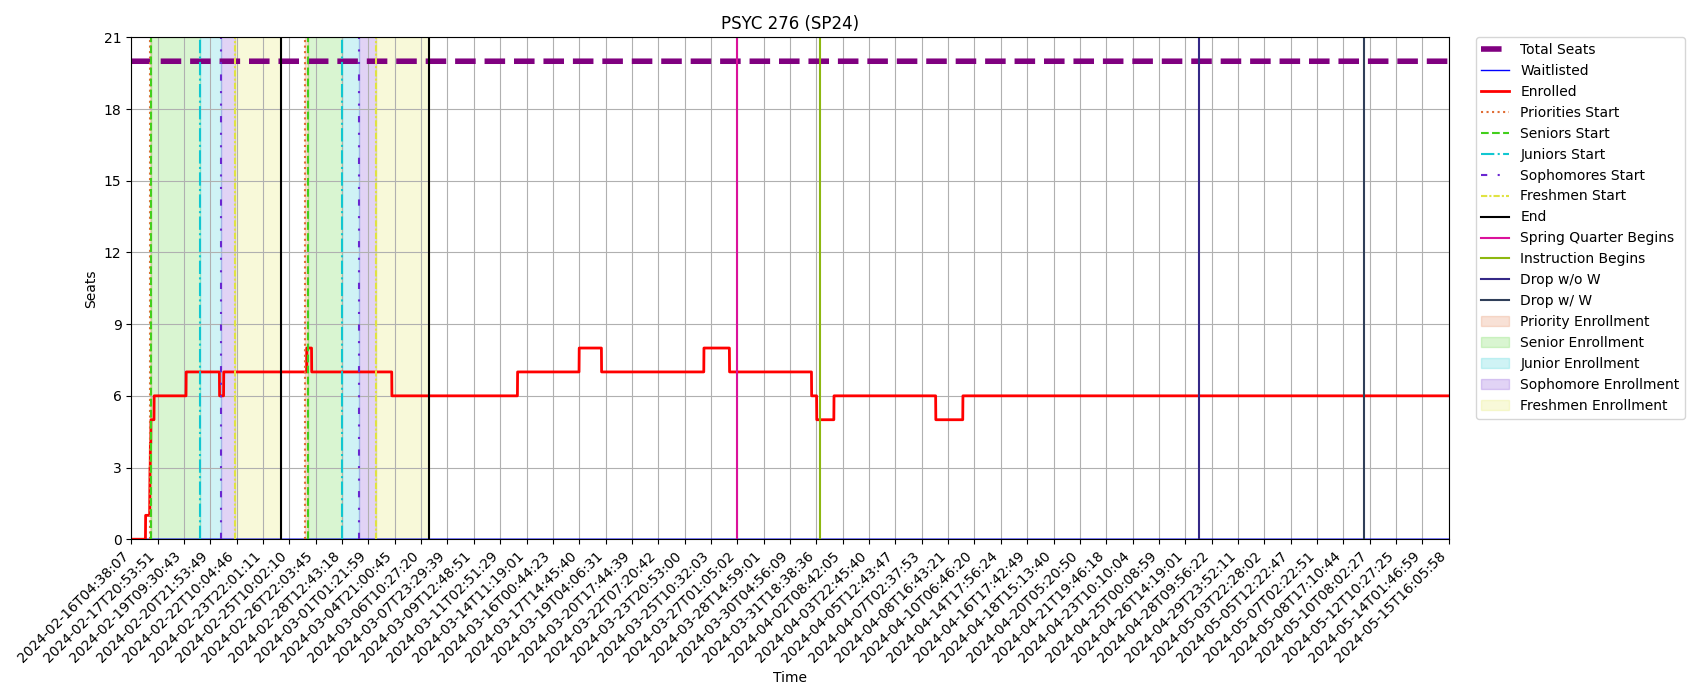 PSYC 276 (SP24)
21
18
15
12
9
6
3
0
Seats
2024-02-16T04:38:07
2024-02-17T20:53:51
2024-02-19T09:30:43
2024-02-20T21:53:49
2024-02-22T10:04:46
2024-02-23T22:01:11
2024-02-25T10:02:10
2024-02-26T22:03:45
2024-02-28T12:43:18
2024-03-01T01:21:59
2024-03-04T21:00:45
2024-03-06T10:27:20
2024-03-07T23:29:39
2024-03-09T12:48:51
2024-03-11T02:51:29
2024-03-14T11:19:01
2024-03-16T00:44:23
2024-03-17T14:45:40
2024-03-19T04:06:31
2024-03-20T17:44:39
2024-03-22T07:20:42
2024-03-23T20:53:00
2024-03-25T10:32:03
2024-03-27T01:05:02
2024-03-28T14:59:01
2024-03-30T04:56:09
2024-03-31T18:38:36
2024-04-02T08:42:05
2024-04-03T22:45:40
2024-04-05T12:43:47
2024-04-07T02:37:53
2024-04-08T16:43:21
2024-04-10T06:46:20
2024-04-14T17:56:24
2024-04-16T17:42:49
2024-04-18T15:13:40
2024-04-20T05:20:50
2024-04-21T19:46:18
2024-04-23T10:10:04
2024-04-25T00:08:59
2024-04-26T14:19:01
2024-04-28T09:56:22
2024-04-29T23:52:11
2024-05-03T22:28:02
2024-05-05T12:22:47
2024-05-07T02:22:51
2024-05-08T17:10:44
2024-05-10T08:02:27
2024-05-12T10:27:25
2024-05-14T01:46:59
2024-05-15T16:05:58
Time
Total Seats
Waitlisted
Enrolled
Priorities Start
Seniors Start
Juniors Start
Sophomores Start
Freshmen Start
End
Spring Quarter Begins
Instruction Begins
Drop w/o W
Drop w/ W
Priority Enrollment
Senior Enrollment
Junior Enrollment
Sophomore Enrollment
Freshmen Enrollment